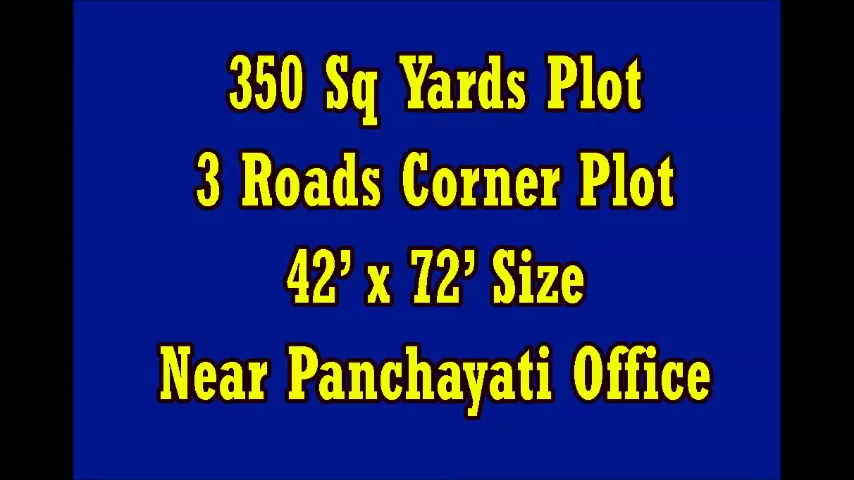 350 Sq Yards Plot
3 Roads Corner Plot
42’ x 72’ Size
Near Panchayati Office